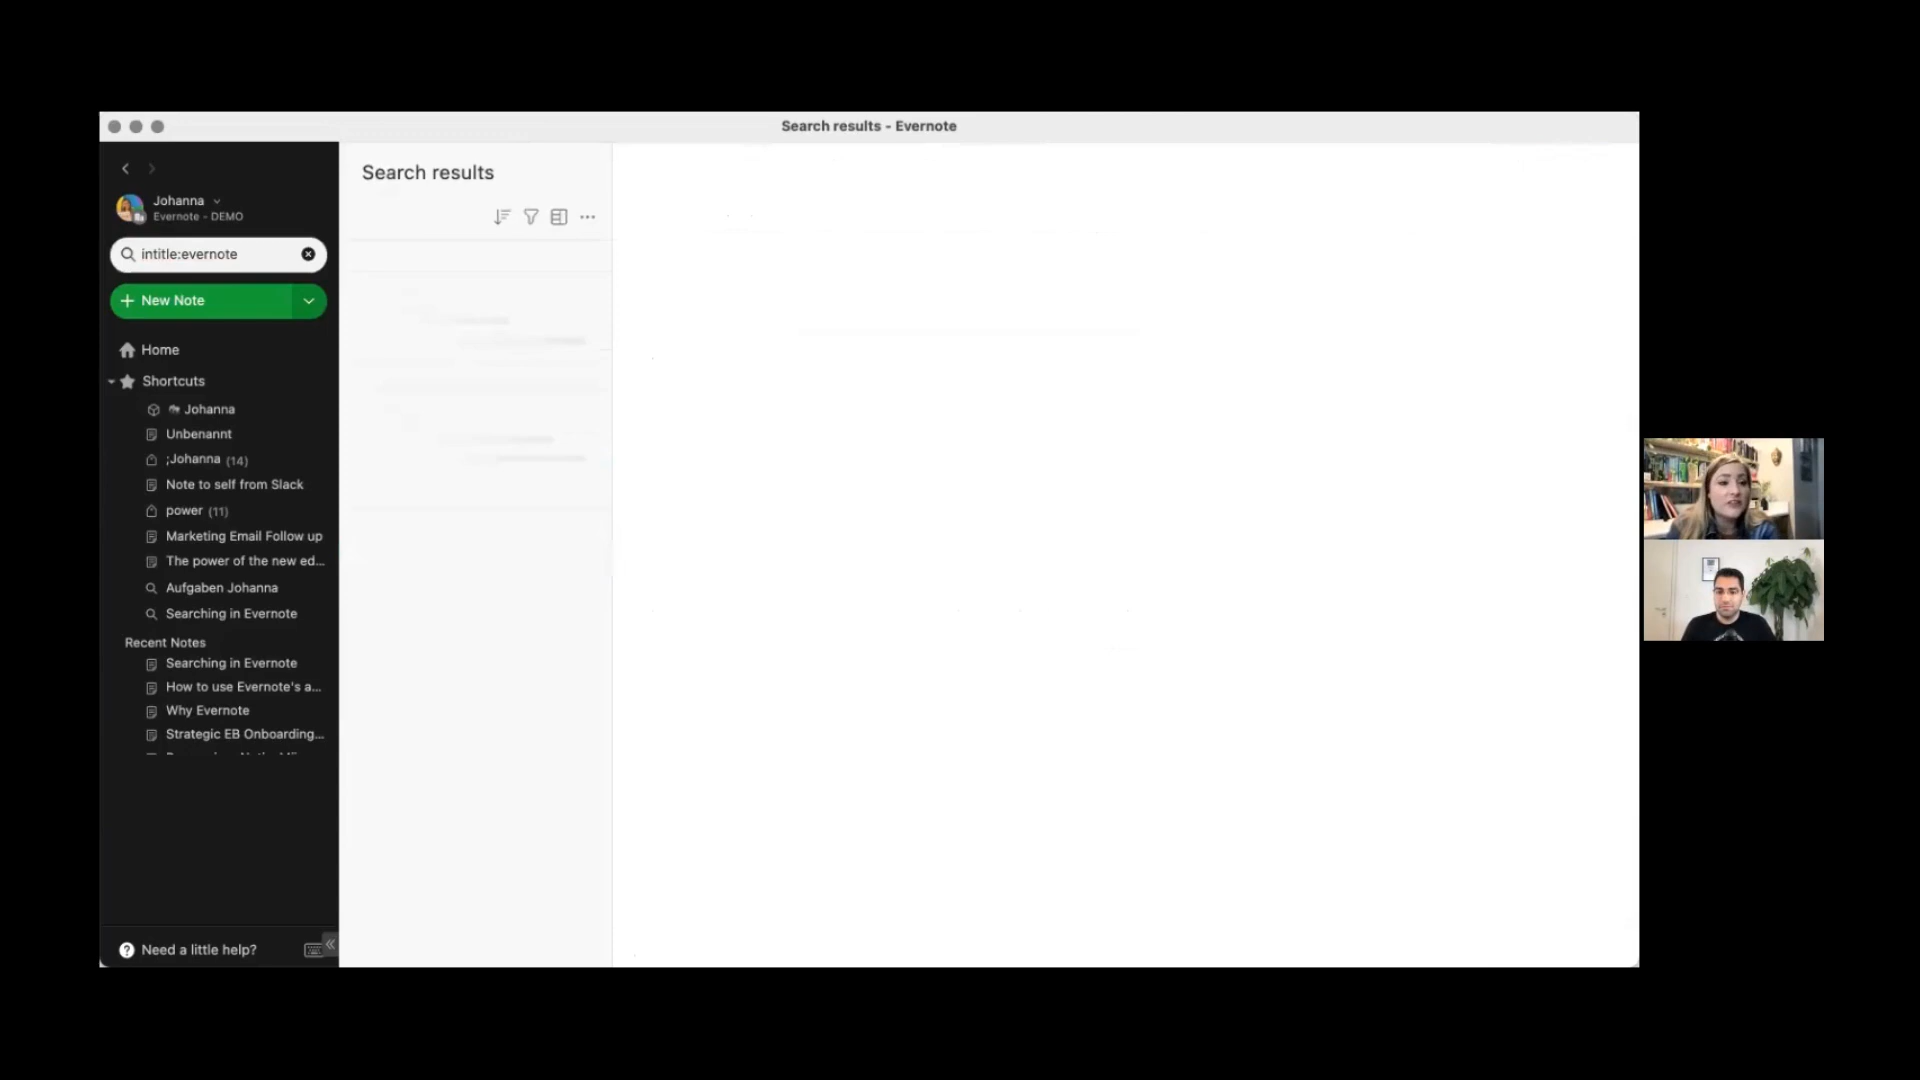 Search results - Evernote
Johanna
Evernote - DEMO
intitle:evernote
New Note
Home
Shortcuts
Johanna
Unbenannt
;Johanna (14)
Note to self from Slack
power (11)
Marketing Email Follow up
The power of the new ed...
Aufgaben Johanna
Searching in Evernote
Recent Notes
Searching in Evernote
How to use Evernote's a...
Why Evernote
Strategic EB Onboarding...
Need a little help?
Search results